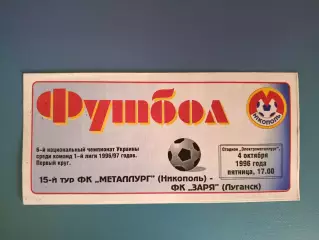 Футбол
НИКОПОЛЬ
6-й национальный чемпионат Украины
среди команд 1-й лиги 1996/97 годов.
Первый круг.
15-й тур ФК „МЕТАЛЛУРГ" (Никополь) -
ФК „ЗАРЯ" (Луганск)
Стадион „Электрометаллург"
4 октября
1996 года
пятница, 17.00